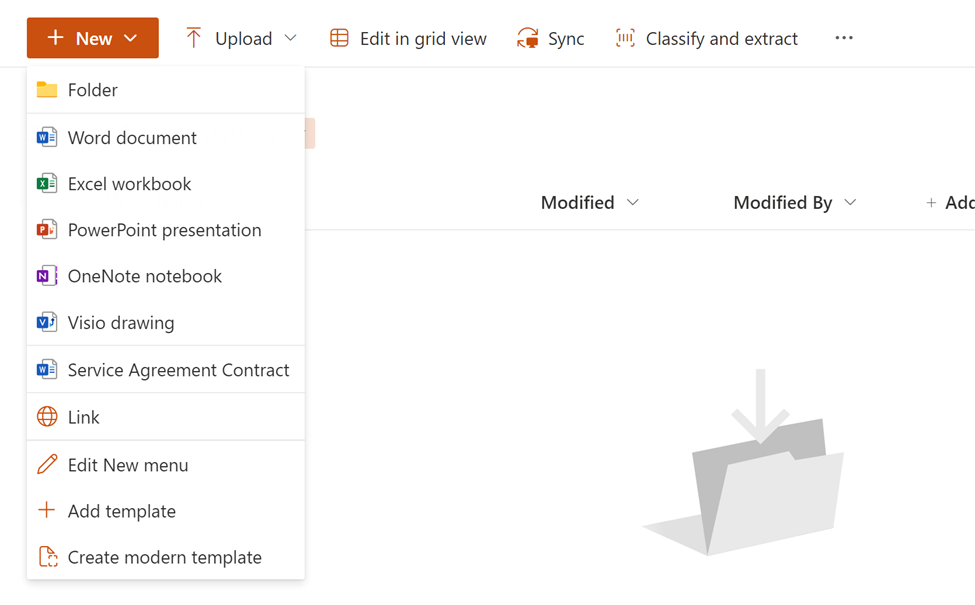 New
Upload
Edit in grid view
Sync
Classify and extract
Folder
Word document
Excel workbook
PowerPoint presentation
OneNote notebook
Visio drawing
Service Agreement Contract
Link
Edit New menu
Add template
Create modern template
Modified
Modified By
+ Add